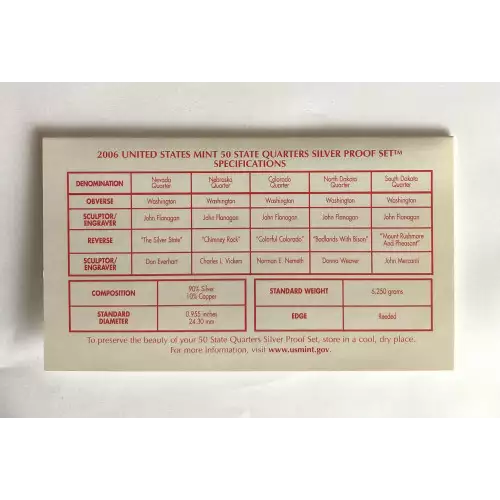 2006 UNITED STATES MINT 50 STATE QUARTERS SILVER PROOF SET™
SPECIFICATIONS
DENOMINATION Nevada Quarter Nebraska Quarter Colorado Quarter North Dakota Quarter South Dakota Quarter
OBVERSE Washington Washington Washington Washington Washington
SCULPTOR/ENGRAVER John Flanagan John Flanagan John Flanagan John Flanagan John Flanagan
REVERSE "The Silver State" "Chimney Rock" "Colorful Colorado" "Badlands With Bison" "Mount Rushmore And Pheasant"
SCULPTOR/ENGRAVER Don Everhart Charles L. Vickers Norman E. Nemeth Donna Weaver John Mercanti
COMPOSITION 90% Silver 10% Copper
STANDARD DIAMETER 0.955 inches 24.30 mm
STANDARD WEIGHT 6.250 grams
EDGE Reeded
To preserve the beauty of your 50 State Quarters Silver Proof Set, store in a cool, dry place.
For more information, visit www.usmint.gov.